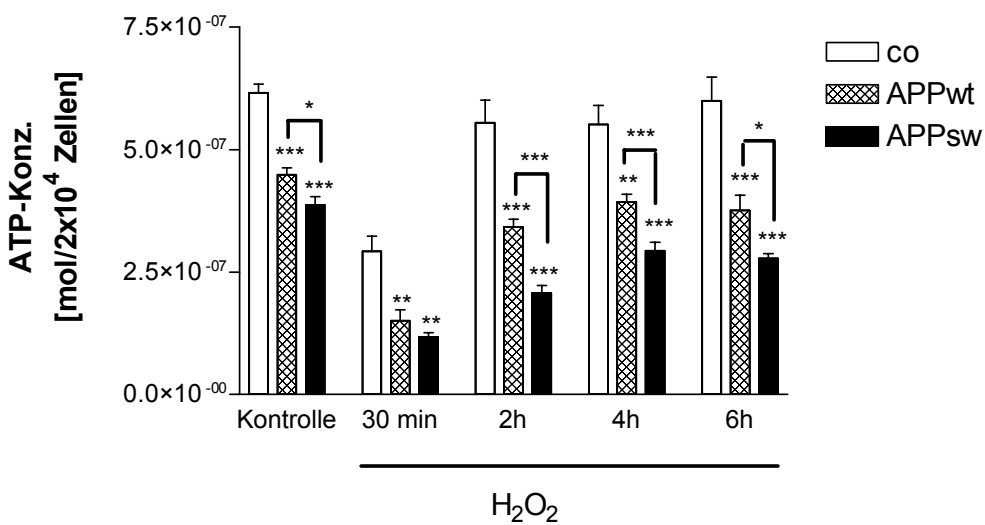 7.5×10⁻⁰⁷
5.0×10⁻⁰⁷
2.5×10⁻⁰⁷
0.0×10⁻⁰⁰
ATP-Konz.
[mol/2x10⁴ Zellen]
*
***
***
**
**
***
***
***
***
**
***
*
***
***
Kontrolle 30 min 2h 4h 6h
H₂O₂
co
APPwt
APPsw